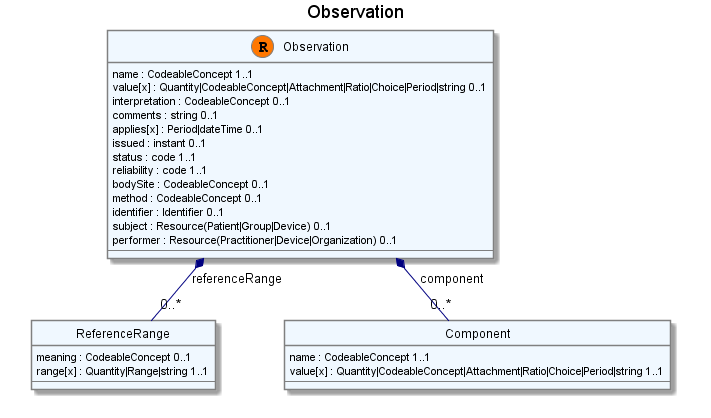 Observation
R Observation
name : CodeableConcept 1..1
value[x] : Quantity|CodeableConcept|Attachment|Ratio|Choice|Period|string 0..1
interpretation : CodeableConcept 0..1
comments : string 0..1
applies[x] : Period|dateTime 0..1
issued : instant 0..1
status : code 1..1
reliability : code 1..1
bodySite : CodeableConcept 0..1
method : CodeableConcept 0..1
identifier : Identifier 0..1
subject : Resource(Patient|Group|Device) 0..1
performer : Resource(Practitioner|Device|Organization) 0..1
referenceRange
component
0..*
0..*
ReferenceRange
meaning : CodeableConcept 0..1
range[x] : Quantity|Range|string 1..1
Component
name : CodeableConcept 1..1
value[x] : Quantity|CodeableConcept|Attachment|Ratio|Choice|Period|string 1..1